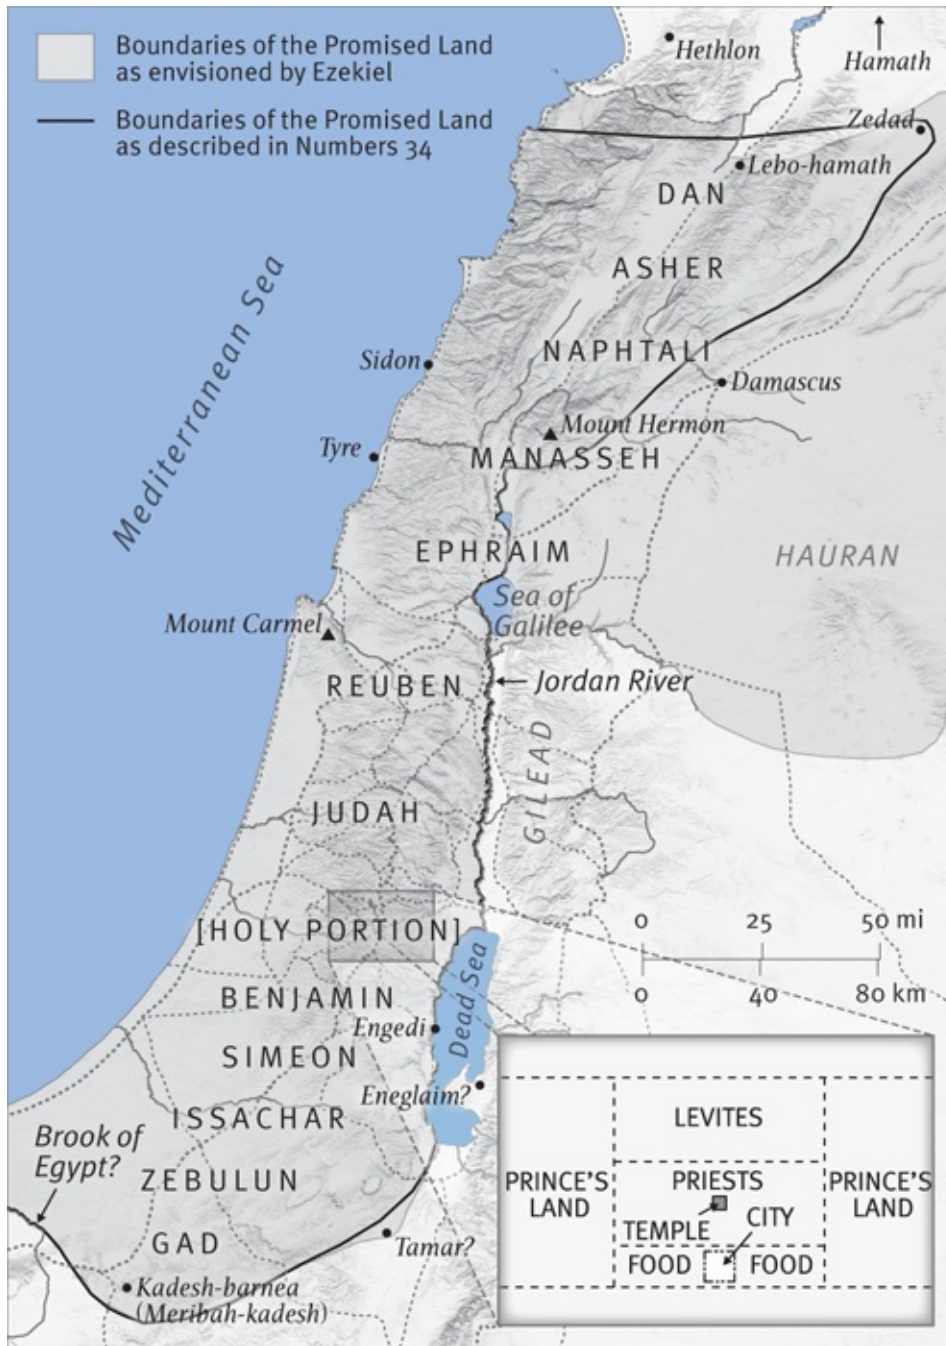 Boundaries of the Promised Land
as envisioned by Ezekiel
Boundaries of the Promised Land
as described in Numbers 34
Hethlon
Hamath
Zedad
Lebo-hamath
DAN
ASHER
Mediterranean Sea
NAPHTALI
Sidon
Damascus
Mount Hermon
Tyre
MANASSEH
EPHRAIM
HAURAN
Sea of
Galilee
Mount Carmel
REUBEN
Jordan River
GILEAD
JUDAH
0 25 50 mi
0 40 80 km
[HOLY PORTION]
Dead Sea
BENJAMIN
Engedi
SIMEON
Eneglaim?
ISSACHAR
Brook of
Egypt?
ZEBULUN
GAD
Tamar?
Kadesh-barnea
(Meribah-kadesh)
LEVITES
PRINCE'S
LAND
PRIESTS
PRINCE'S
LAND
TEMPLE
CITY
FOOD
FOOD